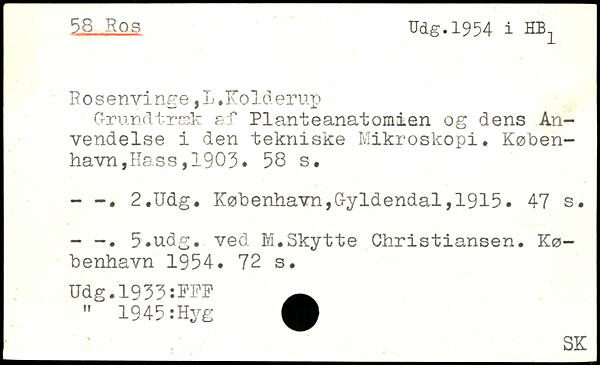 58 Ros
Udg.1954 i HB1
Rosenvinge,L.Kolderup
Grundtræk af Planteanatomien og dens An-
vendelse i den tekniske Mikroskopi. Køben-
havn,Hass,1903. 58 s.
- -. 2.Udg. København,Gyldendal,1915. 47 s.
- -. 5.udg. ved M.Skytte Christiansen. Kø-
benhavn 1954. 72 s.
Udg.1933:FFF
" 1945:Hyg
SK